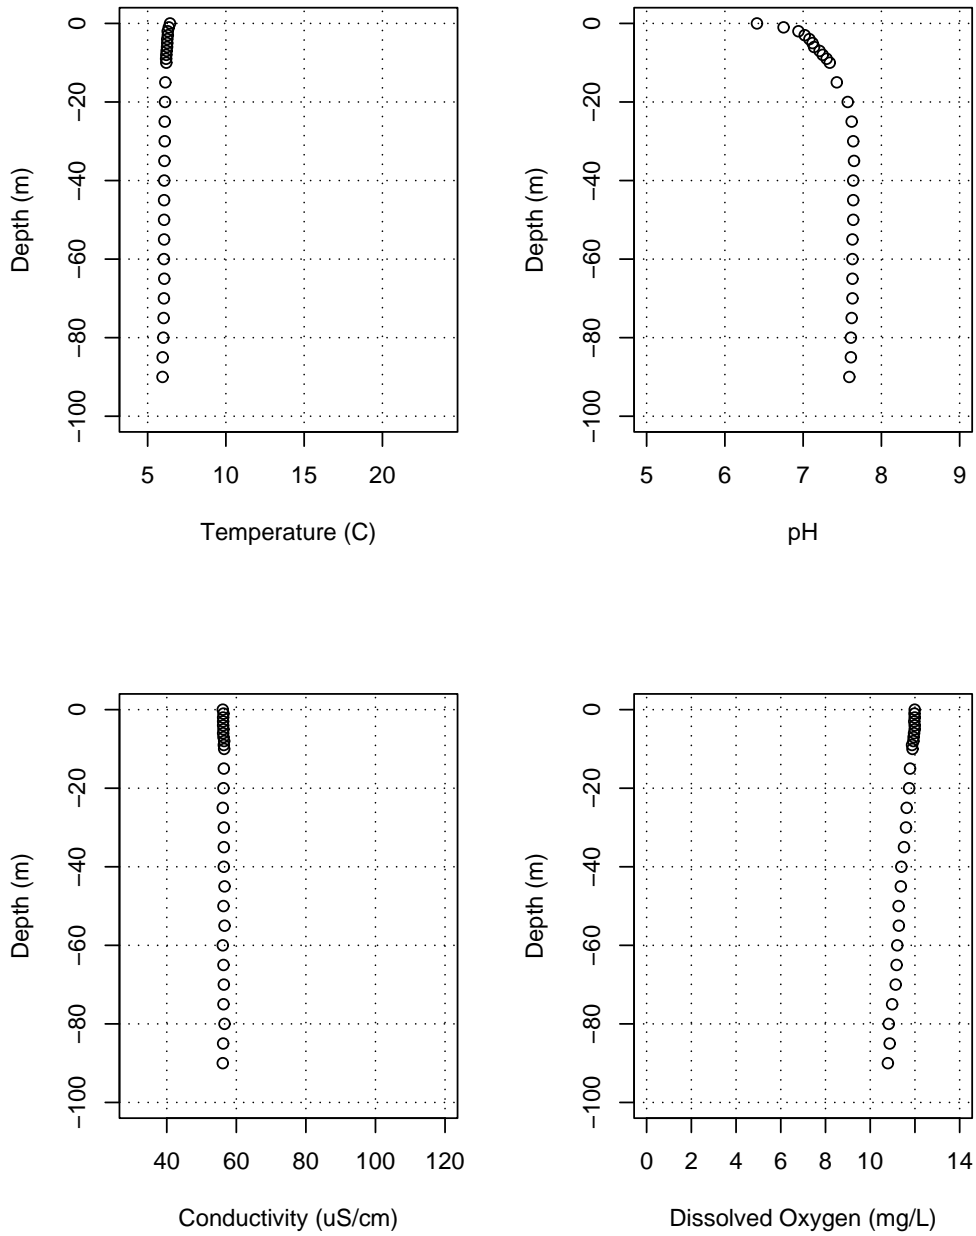 0
−20
−40
−60
−80
−100
Depth (m)
5 10 15 20
Temperature (C)
0
−20
−40
−60
−80
−100
Depth (m)
5 6 7 8 9
pH
0
−20
−40
−60
−80
−100
Depth (m)
40 60 80 100 120
Conductivity (uS/cm)
0
−20
−40
−60
−80
−100
Depth (m)
0 2 4 6 8 10 14
Dissolved Oxygen (mg/L)